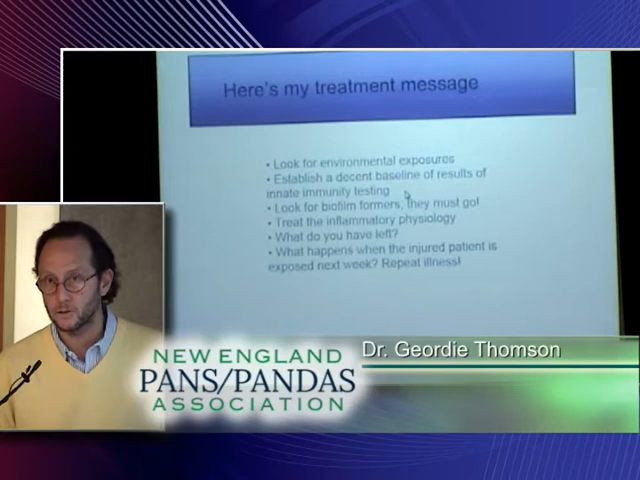 Here's my treatment message
• Look for environmental exposures
• Establish a decent baseline of results of
innate immunity testing
• Look for biofilm formers; they must go!
• Treat the inflammatory physiology
• What do you have left?
• What happens when the injured patient is
exposed next week? Repeat illness!
Dr. Geordie Thomson
NEW ENGLAND
PANS/PANDAS
ASSOCIATION